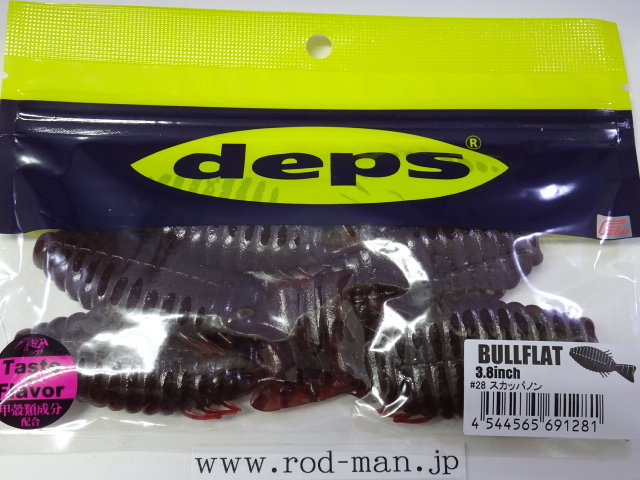 deps®
Taste
Flavor
甲殻類成分
配合
BULLFLAT
3.8inch
#28 スカッパノン
4 544565 691281
www.rod-man.jp